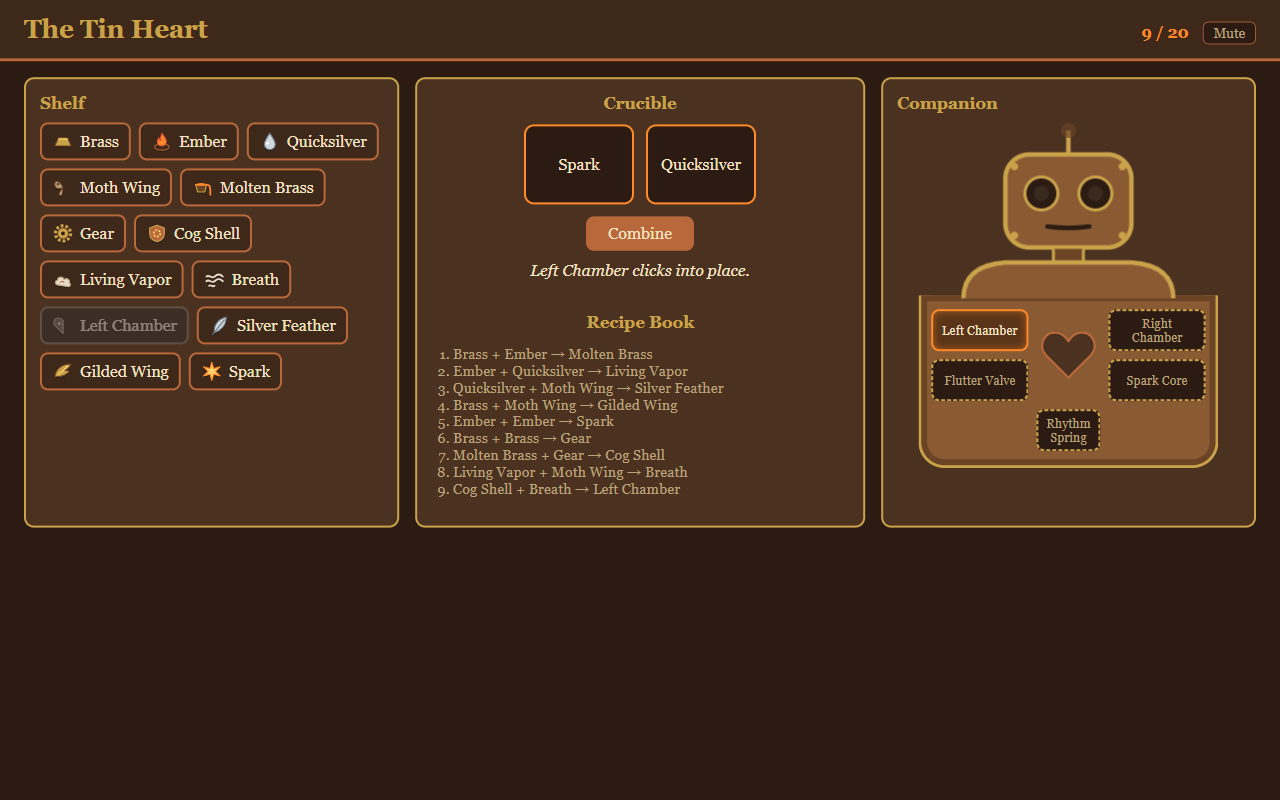 The Tin Heart
9 / 20
Mute
Shelf
Brass
Ember
Quicksilver
Moth Wing
Molten Brass
Gear
Cog Shell
Living Vapor
Breath
Left Chamber
Silver Feather
Gilded Wing
Spark
Crucible
Spark
Quicksilver
Combine
Left Chamber clicks into place.
Recipe Book
1. Brass + Ember → Molten Brass
2. Ember + Quicksilver → Living Vapor
3. Quicksilver + Moth Wing → Silver Feather
4. Brass + Moth Wing → Gilded Wing
5. Ember + Ember → Spark
6. Brass + Brass → Gear
7. Molten Brass + Gear → Cog Shell
8. Living Vapor + Moth Wing → Breath
9. Cog Shell + Breath → Left Chamber
Companion
Left Chamber
Right
Chamber
Flutter Valve
Spark Core
Rhythm
Spring